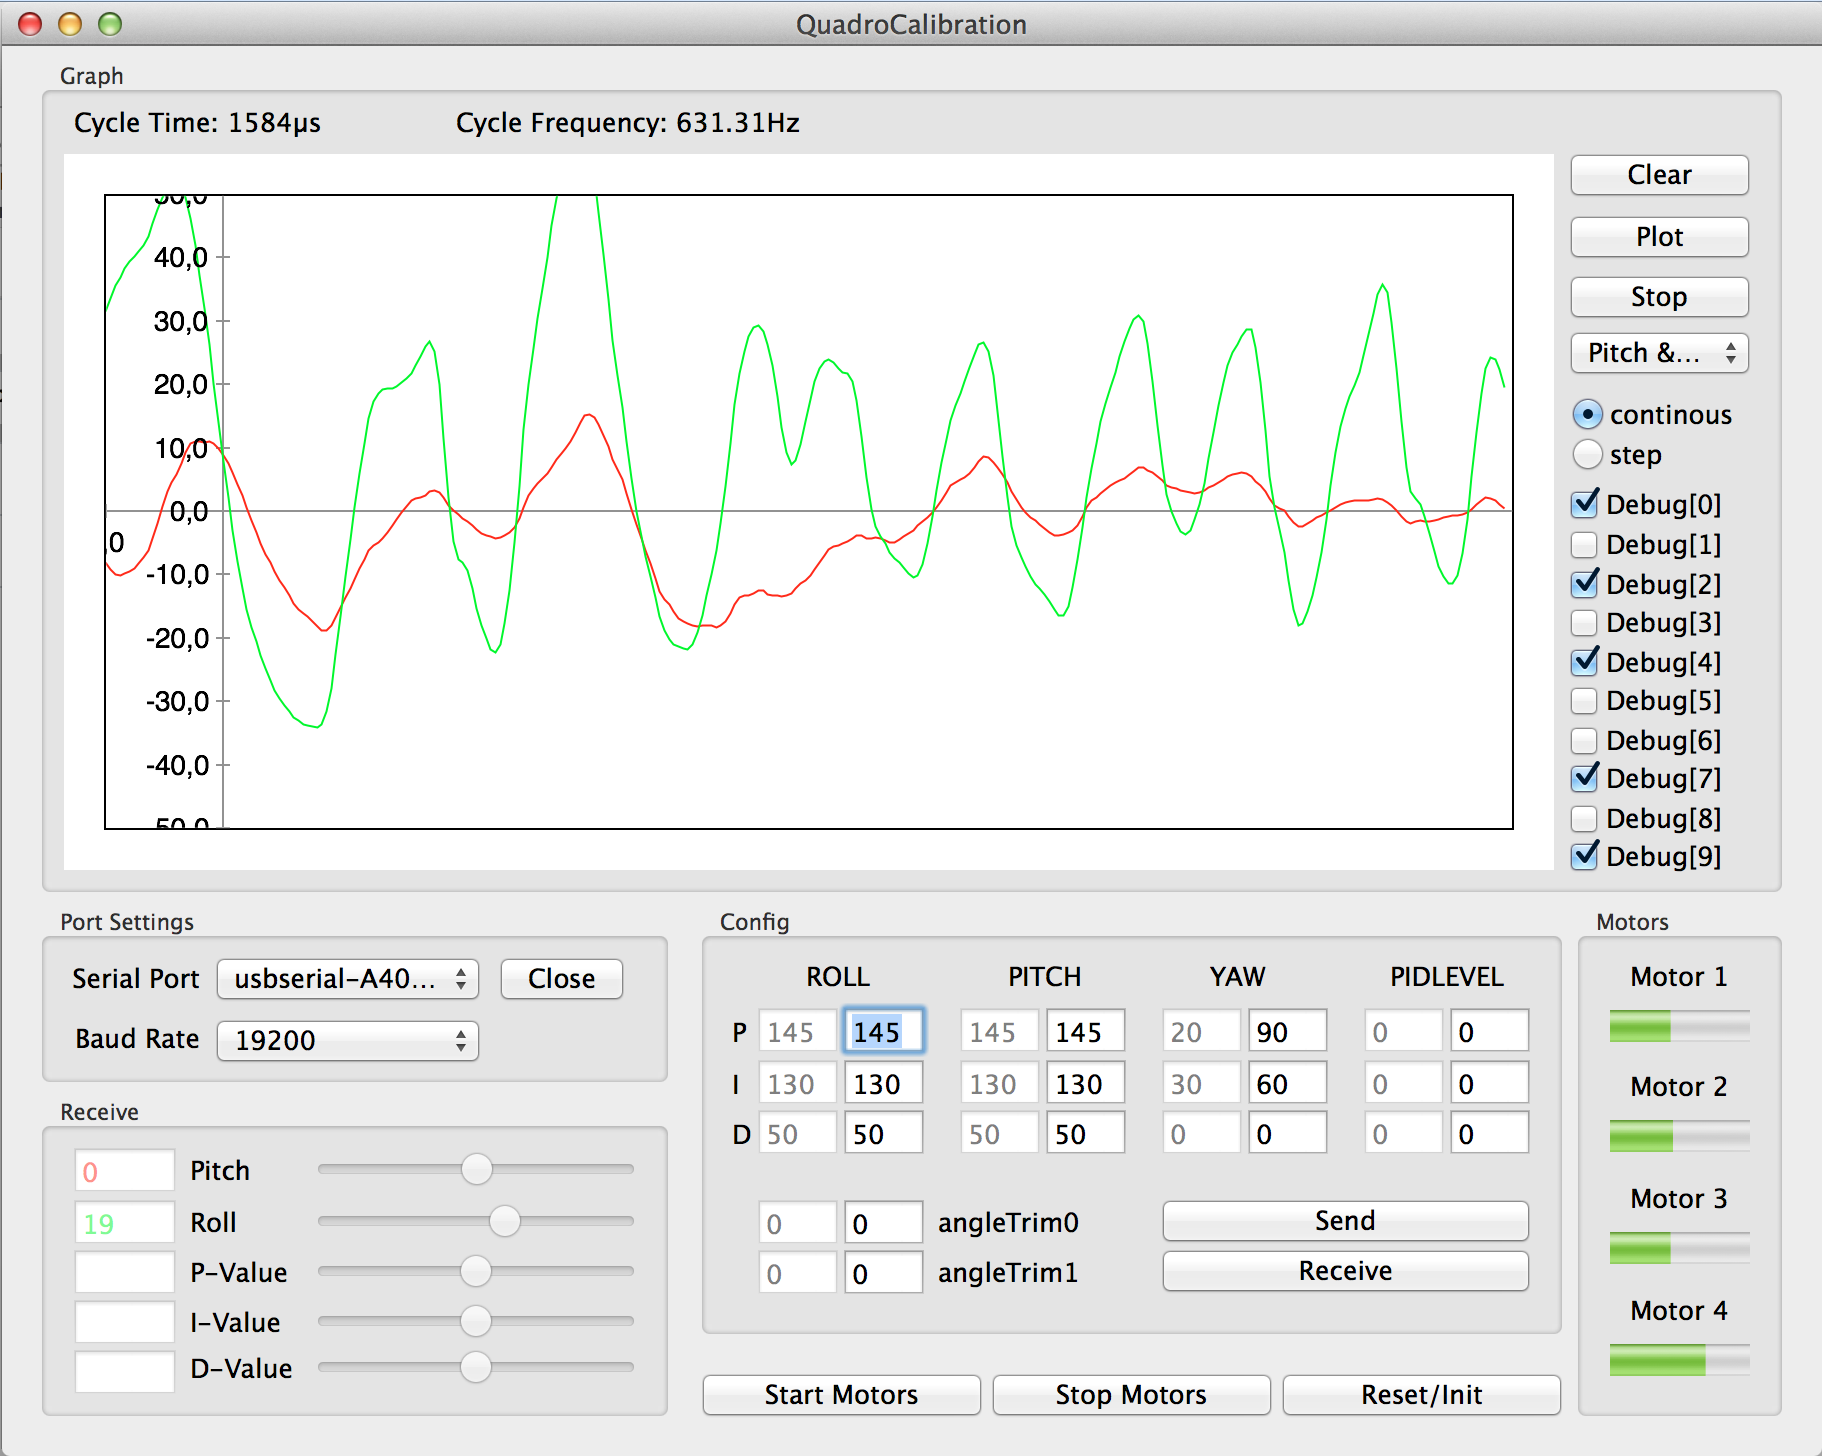 QuadroCalibration
Graph
Cycle Time: 1584µs Cycle Frequency: 631.31Hz
50,0
40,0
30,0
20,0
10,0
0,0
,0
-10,0
-20,0
-30,0
-40,0
50,0
Clear
Plot
Stop
Pitch &...
continous
step
Debug[0]
Debug[1]
Debug[2]
Debug[3]
Debug[4]
Debug[5]
Debug[6]
Debug[7]
Debug[8]
Debug[9]
Port Settings
Serial Port usbserial-A40... Close
Baud Rate 19200
Receive
0 Pitch
19 Roll
P-Value
I-Value
D-Value
Config
ROLL PITCH YAW PIDLEVEL
P 145 145 145 145 20 90 0 0
I 130 130 130 130 30 60 0 0
D 50 50 50 50 0 0 0 0
0 0 angleTrim0 Send
0 0 angleTrim1 Receive
Start Motors Stop Motors Reset/Init
Motors
Motor 1
Motor 2
Motor 3
Motor 4